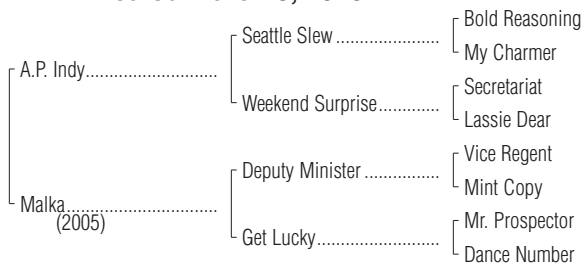 Seattle Slew
Bold Reasoning
My Charmer
A.P. Indy
Weekend Surprise
Secretariat
Lassie Dear
Deputy Minister
Vice Regent
Mint Copy
Malka
(2005)
Get Lucky
Mr. Prospector
Dance Number